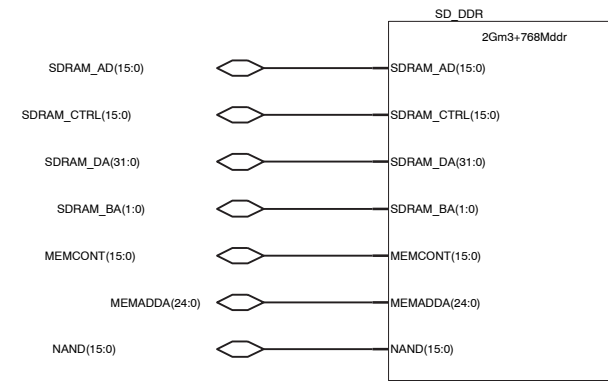 SD_DDR
2Gm3+768Mddr
SDRAM_AD(15:0) SDRAM_AD(15:0)
SDRAM_CTRL(15:0) SDRAM_CTRL(15:0)
SDRAM_DA(31:0) SDRAM_DA(31:0)
SDRAM_BA(1:0) SDRAM_BA(1:0)
MEMCONT(15:0) MEMCONT(15:0)
MEMADDA(24:0) MEMADDA(24:0)
NAND(15:0) NAND(15:0)